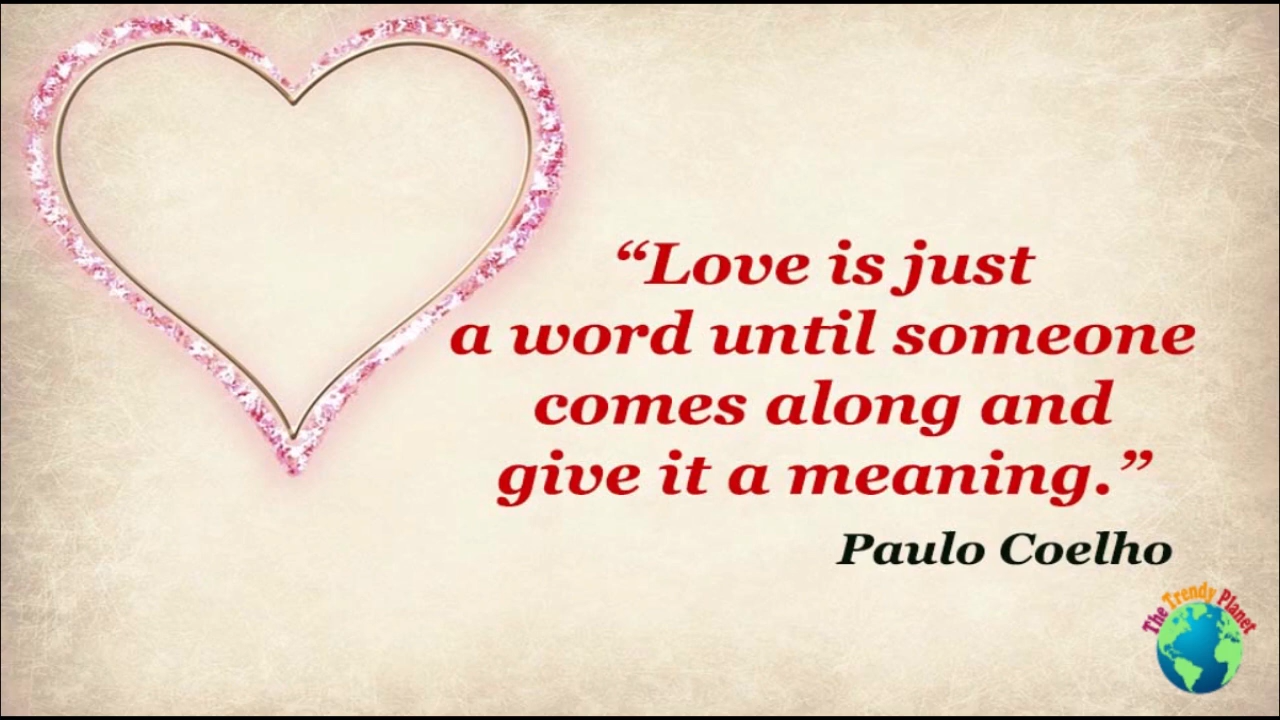 “Love is just
a word until someone
comes along and
give it a meaning.”
Paulo Coelho
The Trendy Planet